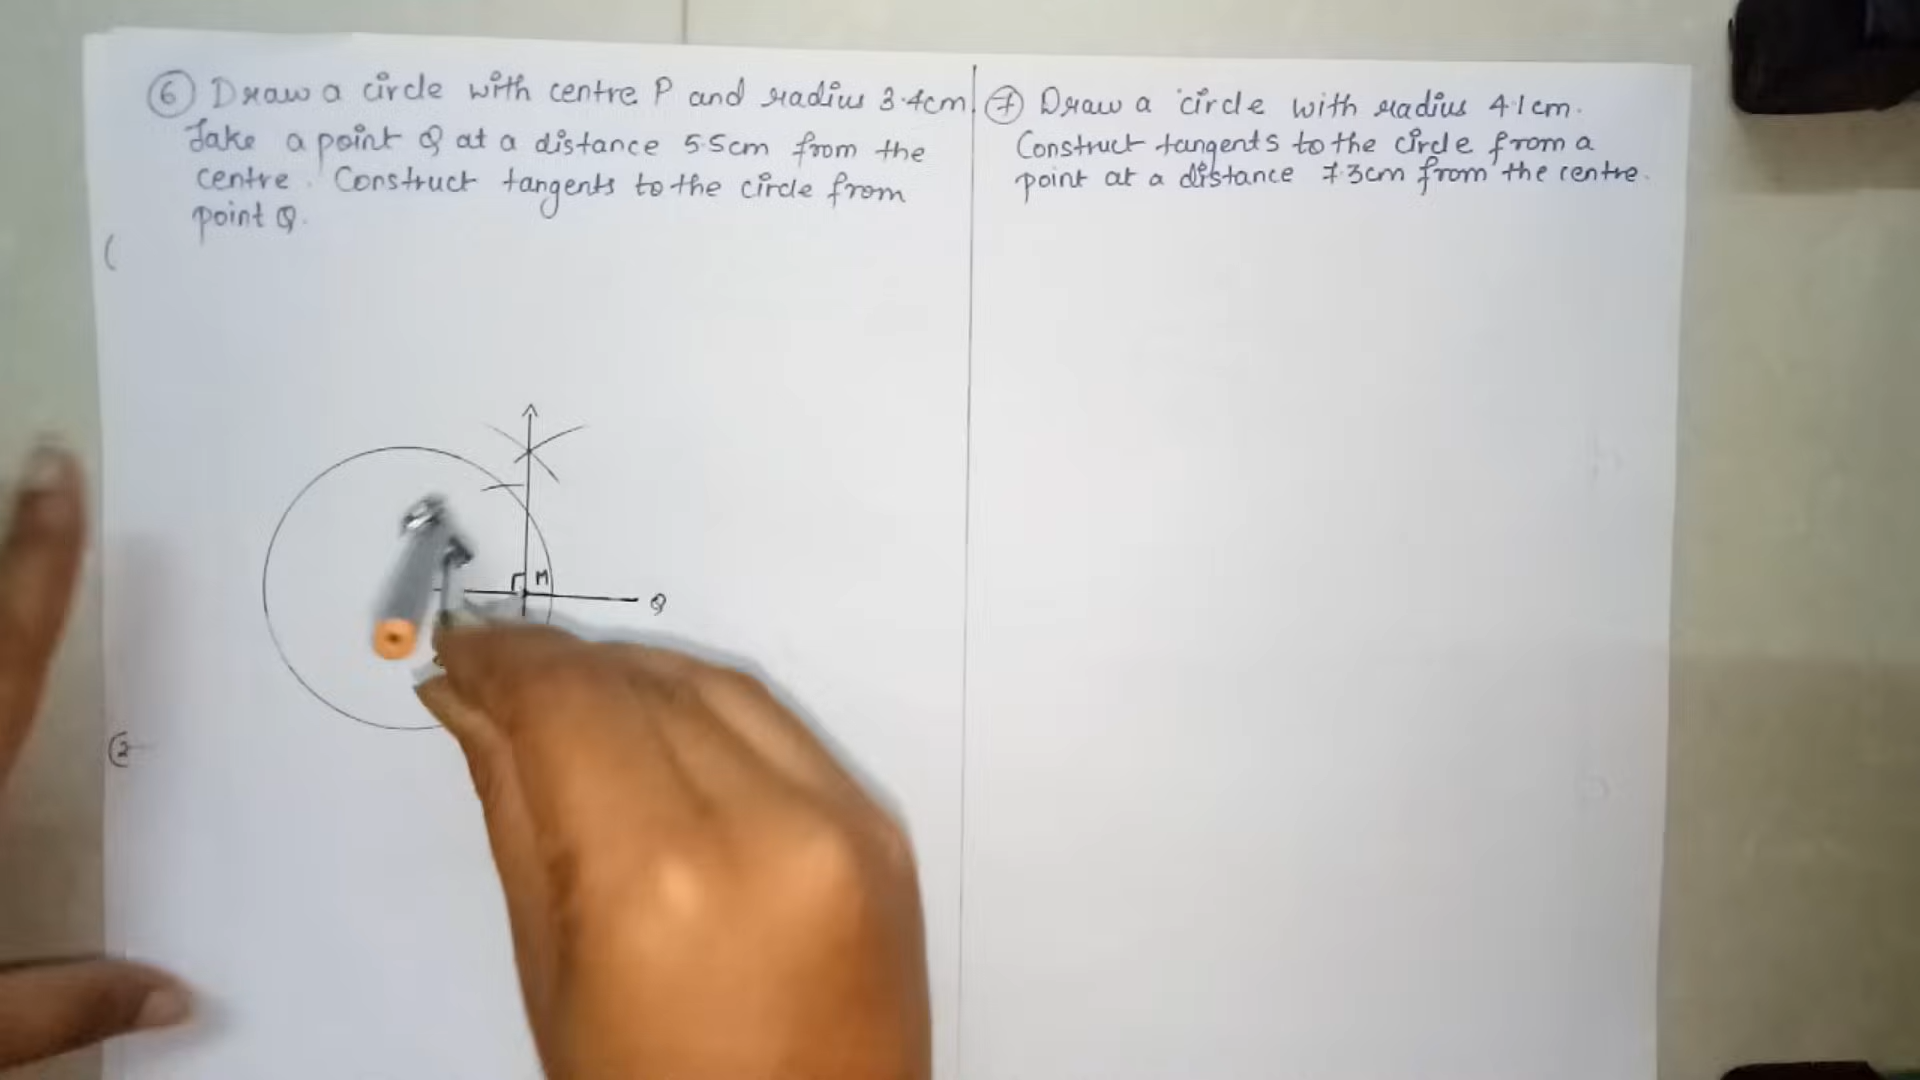 ⑥ Draw a circle with centre P and radius 3.4cm.
Take a point Q at a distance 5.5cm from the
centre. Construct tangents to the circle from
point Q.
⑦ Draw a circle with radius 4.1cm.
Construct tangents to the circle from a
point at a distance 7.3cm from the centre.
M
Q